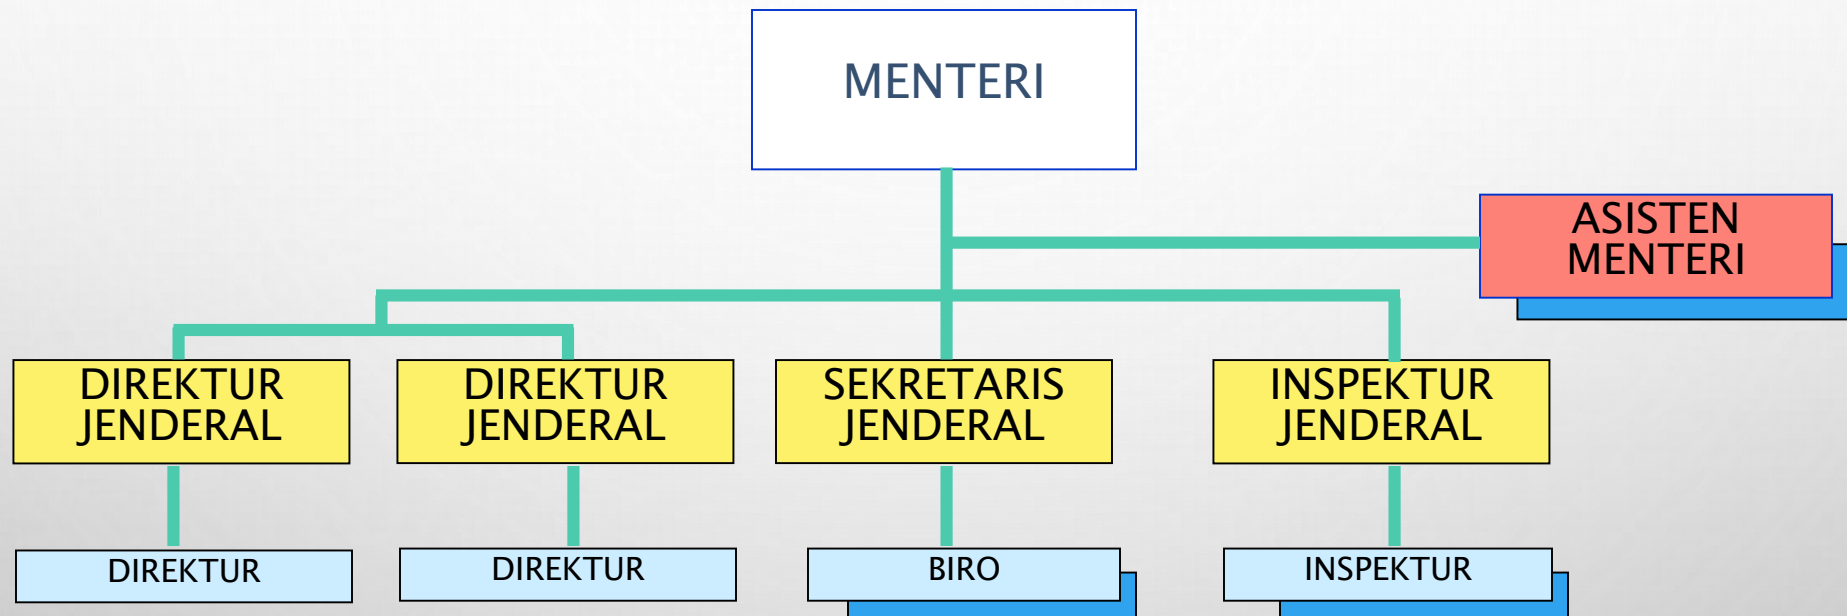 MENTERI
ASISTEN
MENTERI
DIREKTUR
JENDERAL
DIREKTUR
JENDERAL
SEKRETARIS
JENDERAL
INSPEKTUR
JENDERAL
DIREKTUR
DIREKTUR
BIRO
INSPEKTUR